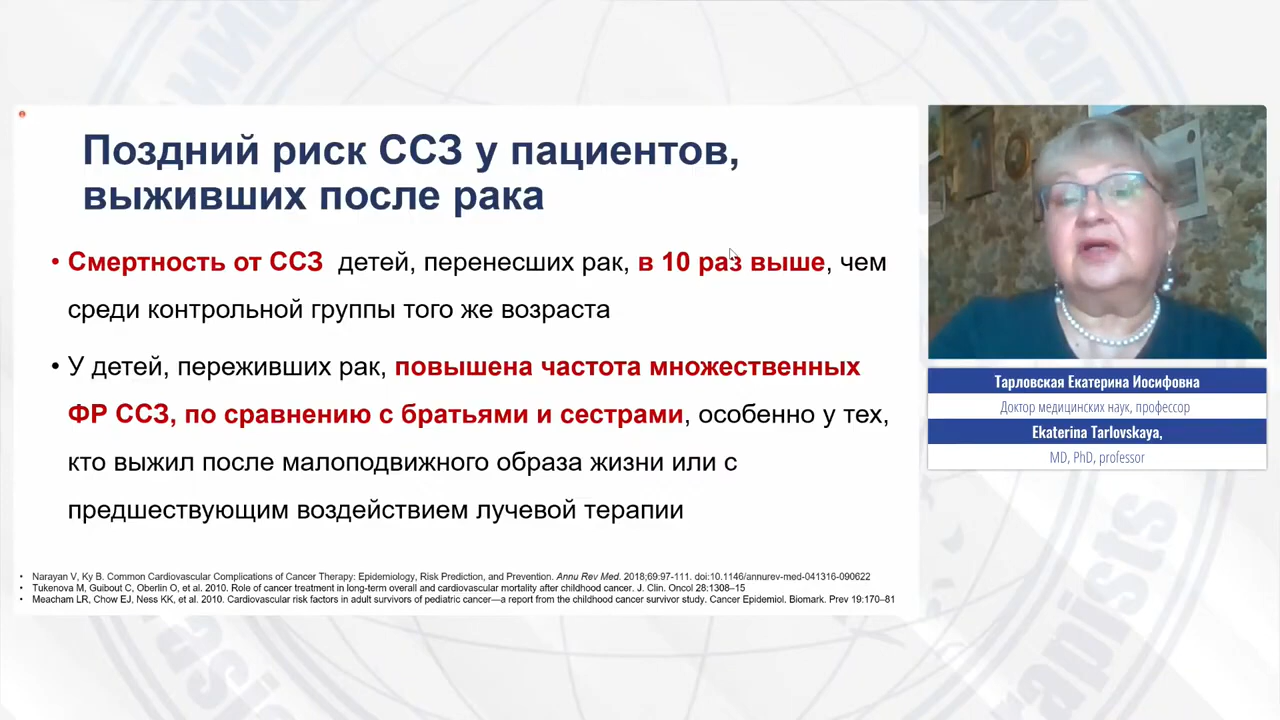 Поздний риск ССЗ у пациентов,
выживших после рака
• Смертность от ССЗ детей, перенесших рак, в 10 раз выше, чем
среди контрольной группы того же возраста
• У детей, переживших рак, повышена частота множественных
ФР ССЗ, по сравнению с братьями и сестрами, особенно у тех,
кто выжил после малоподвижного образа жизни или с
предшествующим воздействием лучевой терапии
• Narayan V, Ky B. Common Cardiovascular Complications of Cancer Therapy: Epidemiology, Risk Prediction, and Prevention. Annu Rev Med. 2018;69:97-111. doi:10.1146/annurev-med-041316-090622
• Tukenova M, Guibout C, Oberlin O, et al. 2010. Role of cancer treatment in long-term overall and cardiovascular mortality after childhood cancer. J. Clin. Oncol 28:1308–15
• Meacham LR, Chow EJ, Ness KK, et al. 2010. Cardiovascular risk factors in adult survivors of pediatric cancer—a report from the childhood cancer survivor study. Cancer Epidemiol. Biomark. Prev 19:170–81
Тарловская Екатерина Иосифовна
Доктор медицинских наук, профессор
Ekaterina Tarlovskaya,
MD, PhD, professor